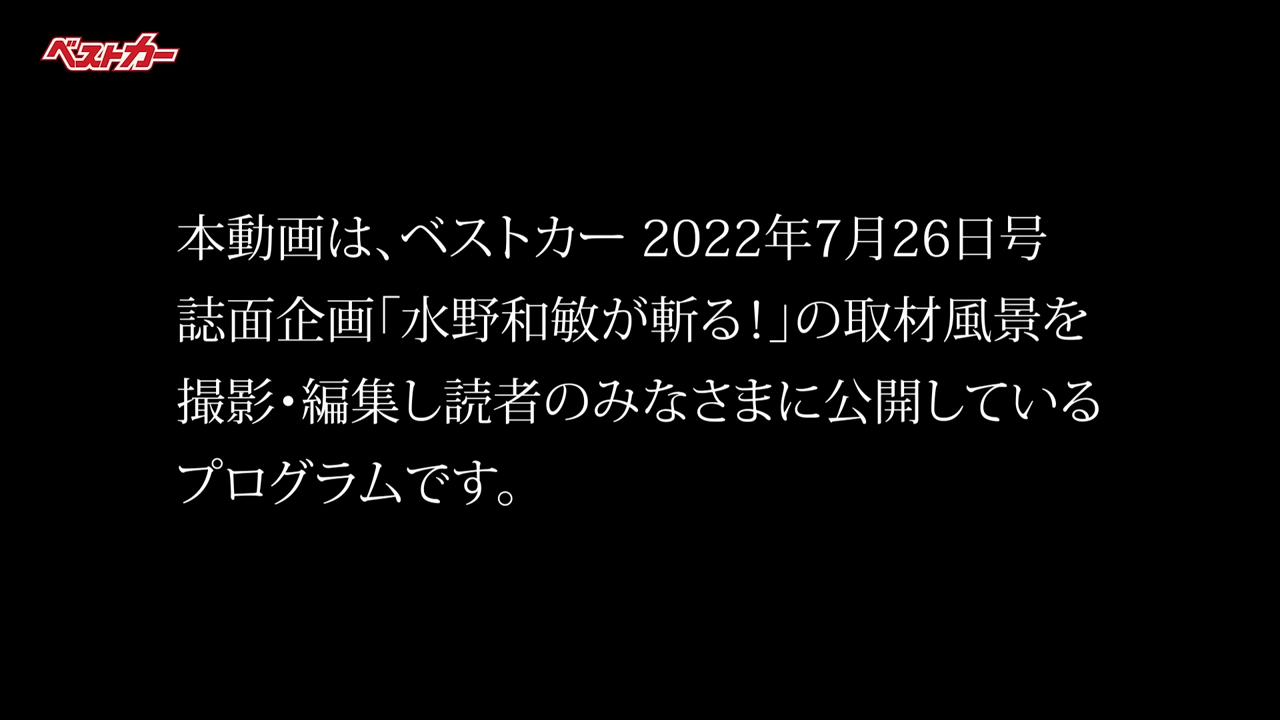 ベストカー
本動画は、ベストカー 2022年7月26日号
誌面企画「水野和敏が斬る!」の取材風景を
撮影・編集し読者のみなさまに公開している
プログラムです。